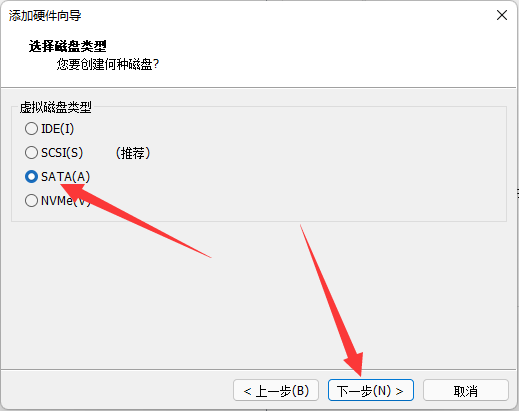 添加硬件向导
选择磁盘类型
您要创建何种磁盘?
虚拟磁盘类型
IDE(I)
SCSI(S) （推荐）
SATA(A)
NVMe(V)
< 上一步(B) 下一步(N) > 取消